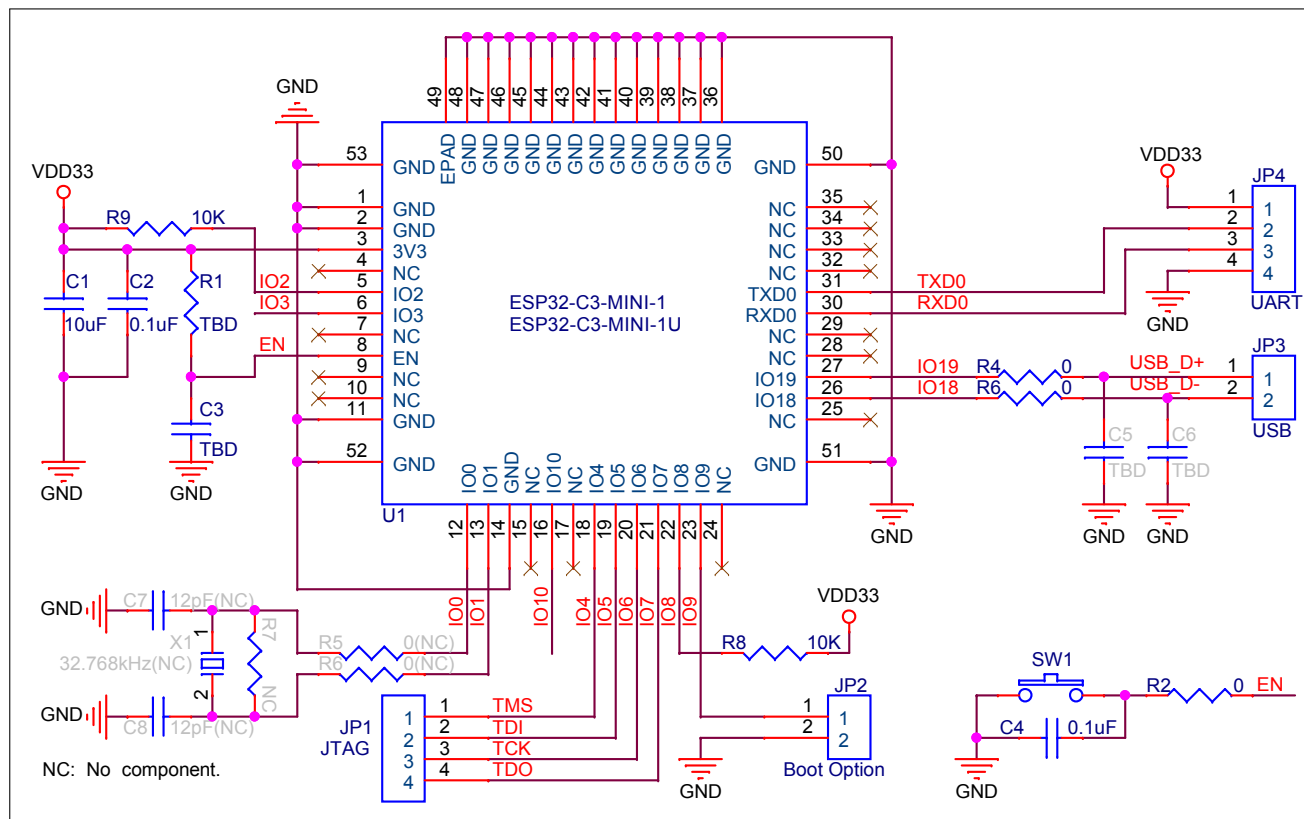 49 48 47 46 45 44 43 42 41 40 39 38 37 36
EPAD GND GND GND GND GND GND GND GND GND GND GND GND GND
GND
53 GND
GND 50
VDD33
R9 10K
1 GND
2 GND
3 3V3
4 NC
5 IO2
6 IO3
7 NC
8 EN
9 NC
10 NC
11 GND
52 GND
IO2
IO3
EN
C1
10uF
C2
0.1uF
R1
TBD
C3
TBD
GND
GND
ESP32-C3-MINI-1
ESP32-C3-MINI-1U
U1
NC 35
NC 34
NC 33
NC 32
TXD0 31
RXD0 30
NC 29
NC 28
IO19 27
IO18 26
NC 25
GND 51
GND
TXD0
RXD0
VDD33
JP4
1 1
2 2
3 3
4 4
UART
GND
IO19 R4 0 USB_D+
IO18 R6 0 USB_D-
JP3
1 1
2 2
USB
C5
TBD
C6
TBD
GND
GND
IO0 IO1 GND NC IO10 NC IO4 IO5 IO6 IO7 IO8 IO9 NC
12 13 14 15 16 17 18 19 20 21 22 23 24
IO0 IO1 IO10 IO4 IO5 IO6 IO7 IO8 IO9
GND C7 12pF(NC)
1
X1
32.768kHz(NC)
2
R7
NC
GND C8 12pF(NC)
R5 0(NC)
R6 0(NC)
NC: No component.
JP1
JTAG
1 1 TMS
2 2 TDI
3 3 TCK
4 4 TDO
VDD33
R8 10K
JP2
1 1
2 2
Boot Option
GND
SW1
R2 0 EN
C4 0.1uF
GND